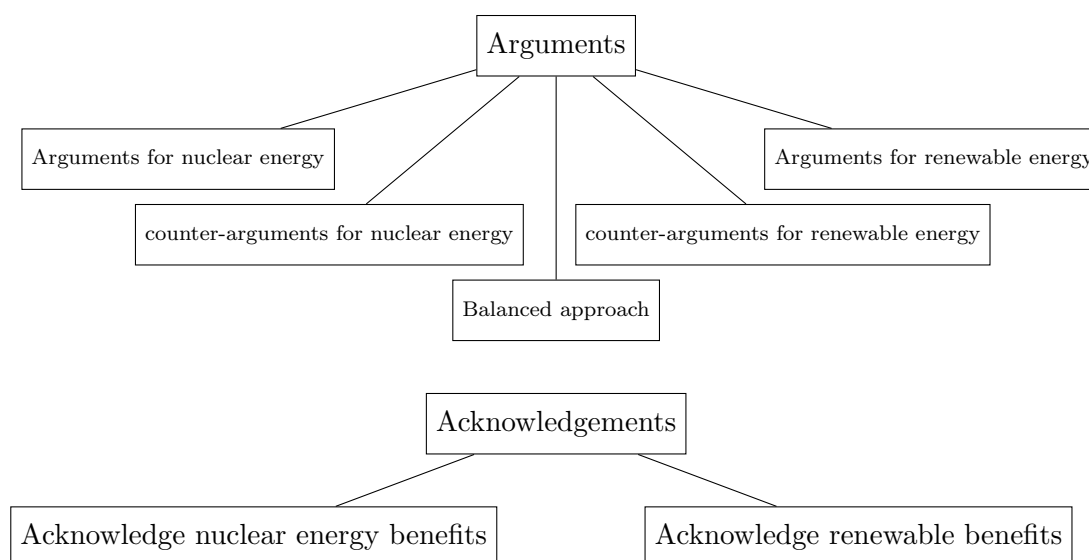 Arguments
Arguments for nuclear energy
Arguments for renewable energy
counter-arguments for nuclear energy
counter-arguments for renewable energy
Balanced approach
Acknowledgements
Acknowledge nuclear energy benefits
Acknowledge renewable benefits